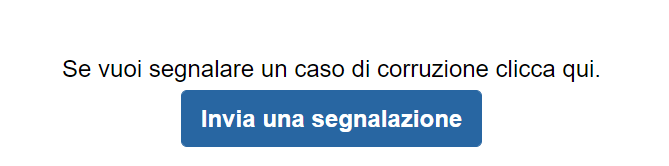 Se vuoi segnalare un caso di corruzione clicca qui.
Invia una segnalazione